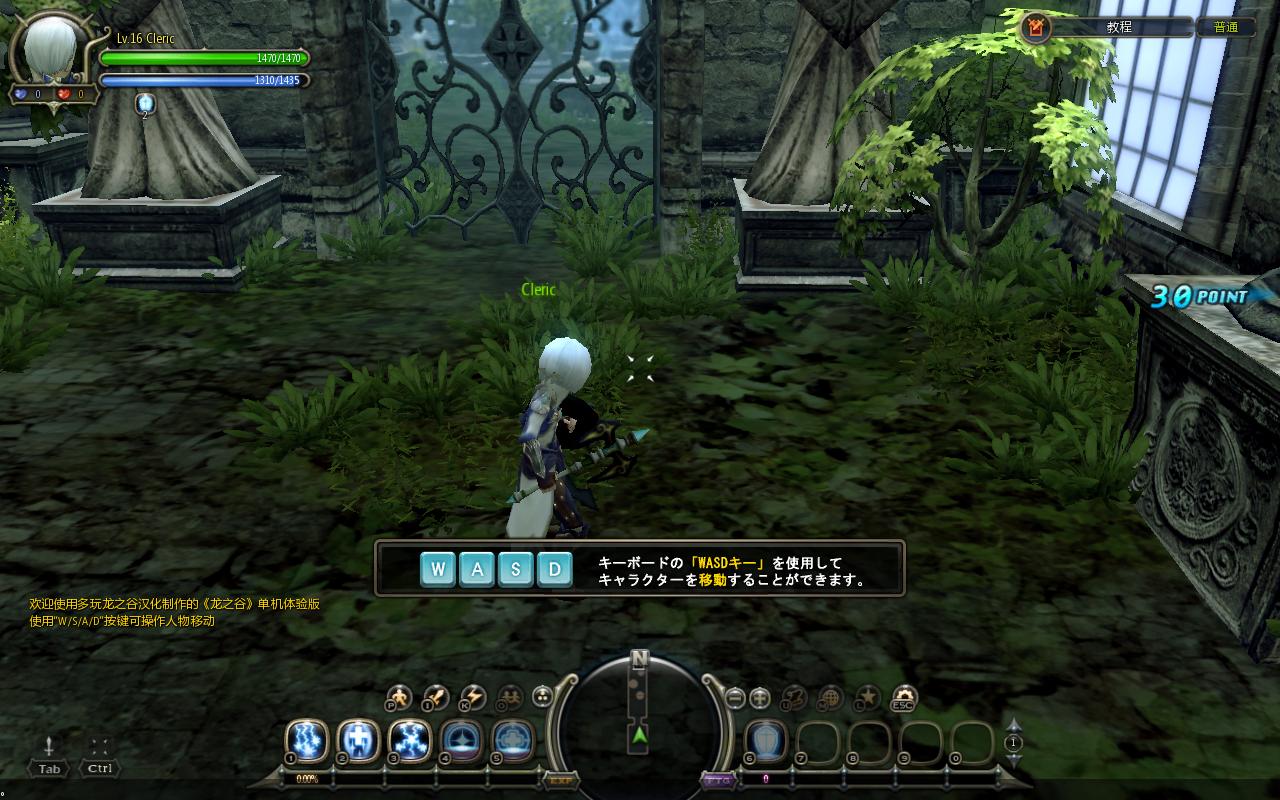 Lv.16 Cleric
1470/1470
1310/1435
0 0
2
教程 普通
Cleric
30 POINT
W A S D
キーボードの「WASDキー」を使用して
キャラクターを移動することができます。
欢迎使用多玩龙之谷汉化制作的《龙之谷》单机体验版
使用"W/S/A/D"按键可操作人物移动
N
P I K O
U N L ESC
1 2 3 4 5
6 7 8 9 0
1
Tab Ctrl
0.00% EXP FTG 0